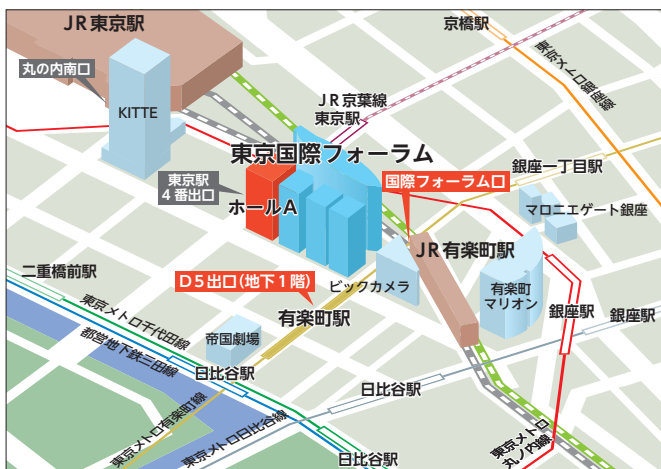 JR東京駅
京橋駅
丸の内南口
東京メトロ銀座線
KITTE
JR京葉線
東京駅
東京国際フォーラム
東京駅
4番出口
ホールA
国際フォーラム口
銀座一丁目駅
マロニエゲート銀座
JR有楽町駅
二重橋前駅
D5出口(地下1階)
ビックカメラ
有楽町
マリオン
東京メトロ千代田線
有楽町駅
銀座駅
銀座駅
都営地下鉄三田線
帝国劇場
日比谷駅
日比谷駅
東京メトロ有楽町線
東京メトロ日比谷線
東京メトロ
丸ノ内線
日比谷駅